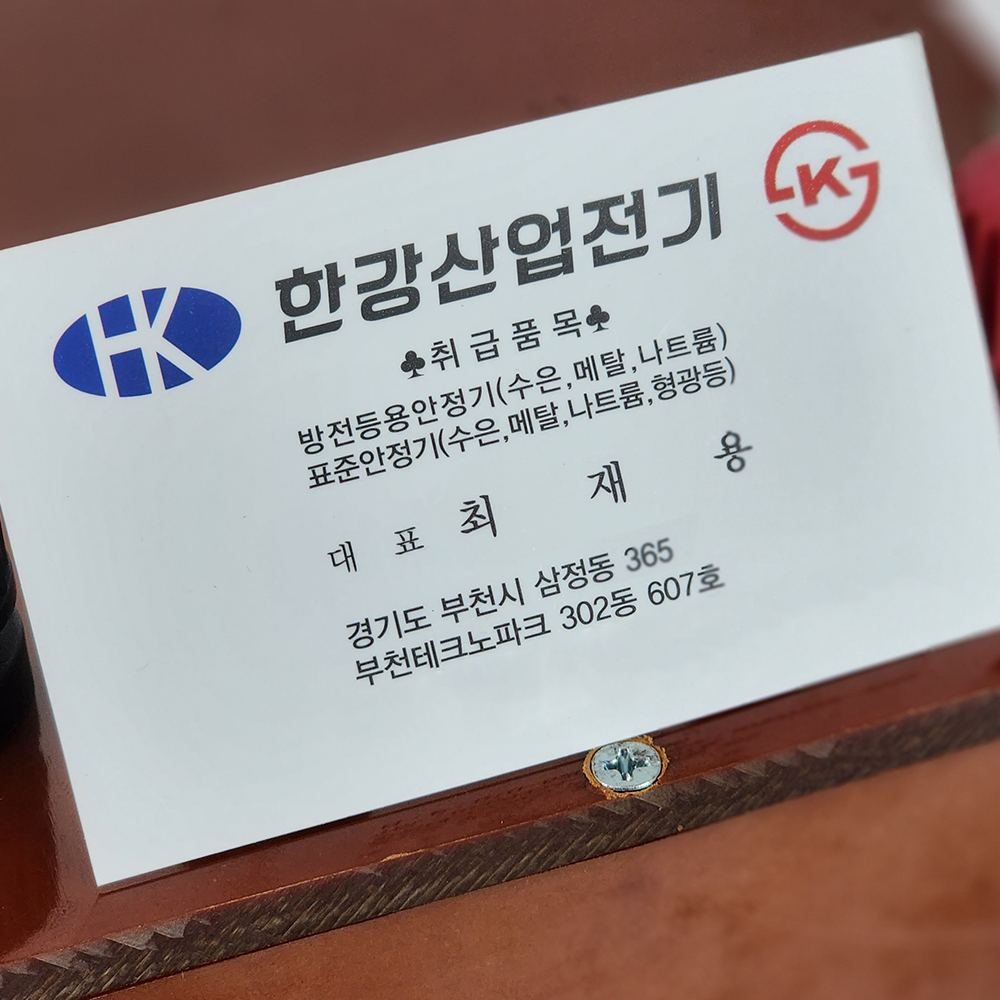 HK 한강산업전기 K
♣취급품목♣
방전등용안정기(수은,메탈,나트륨)
표준안정기(수은,메탈,나트륨,형광등)
대 표 최 재 용
경기도 부천시 삼정동 365
부천테크노파크 302동 607호